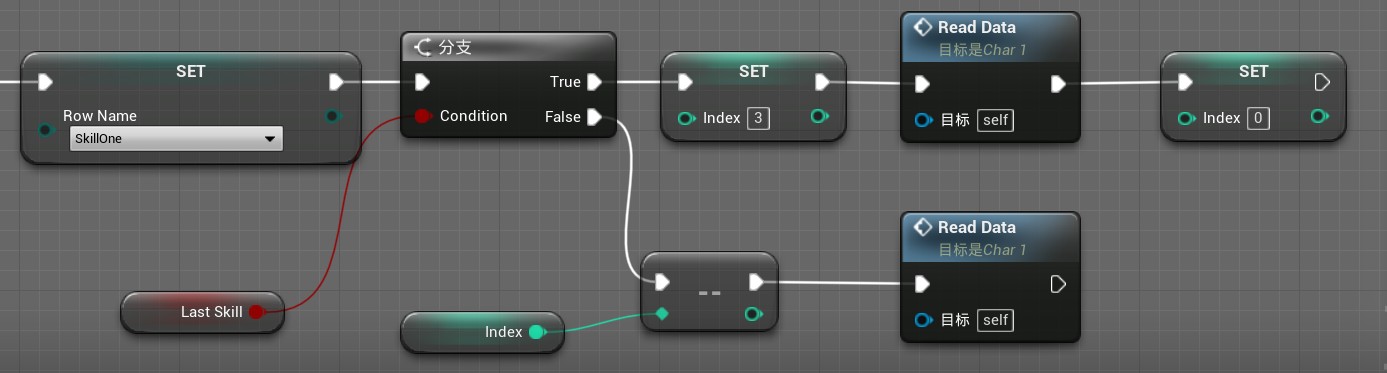 SET
Row Name
SkillOne
分支
True
Condition
False
SET
Index 3
Read Data
目标是Char 1
目标 self
SET
Index 0
Last Skill
Index
--
Read Data
目标是Char 1
目标 self